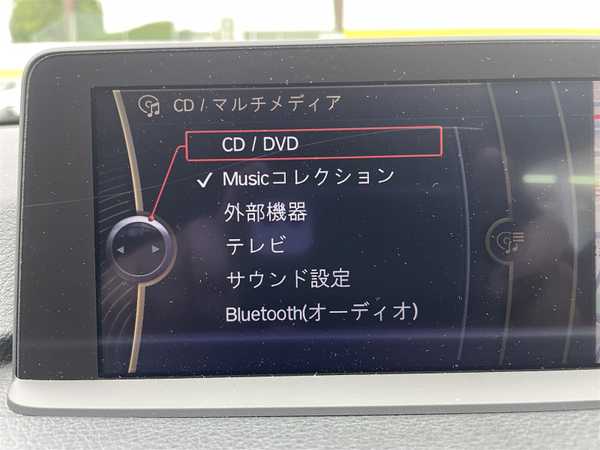 CD / マルチメディア
CD / DVD
Musicコレクション
外部機器
テレビ
サウンド設定
Bluetooth(オーディオ)